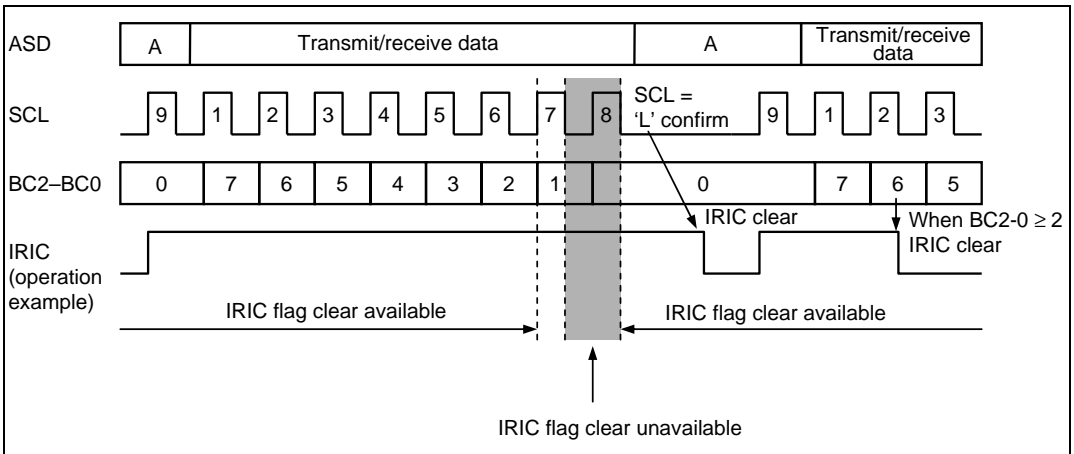 ASD
A
Transmit/receive data
A
Transmit/receive
data
SCL
9 1 2 3 4 5 6 7 8
SCL =
‘L’ confirm
9 1 2 3
BC2–BC0
0 7 6 5 4 3 2 1 0 7 6 5
IRIC
(operation
example)
IRIC clear
When BC2-0 ≥ 2
IRIC clear
IRIC flag clear available
IRIC flag clear available
IRIC flag clear unavailable